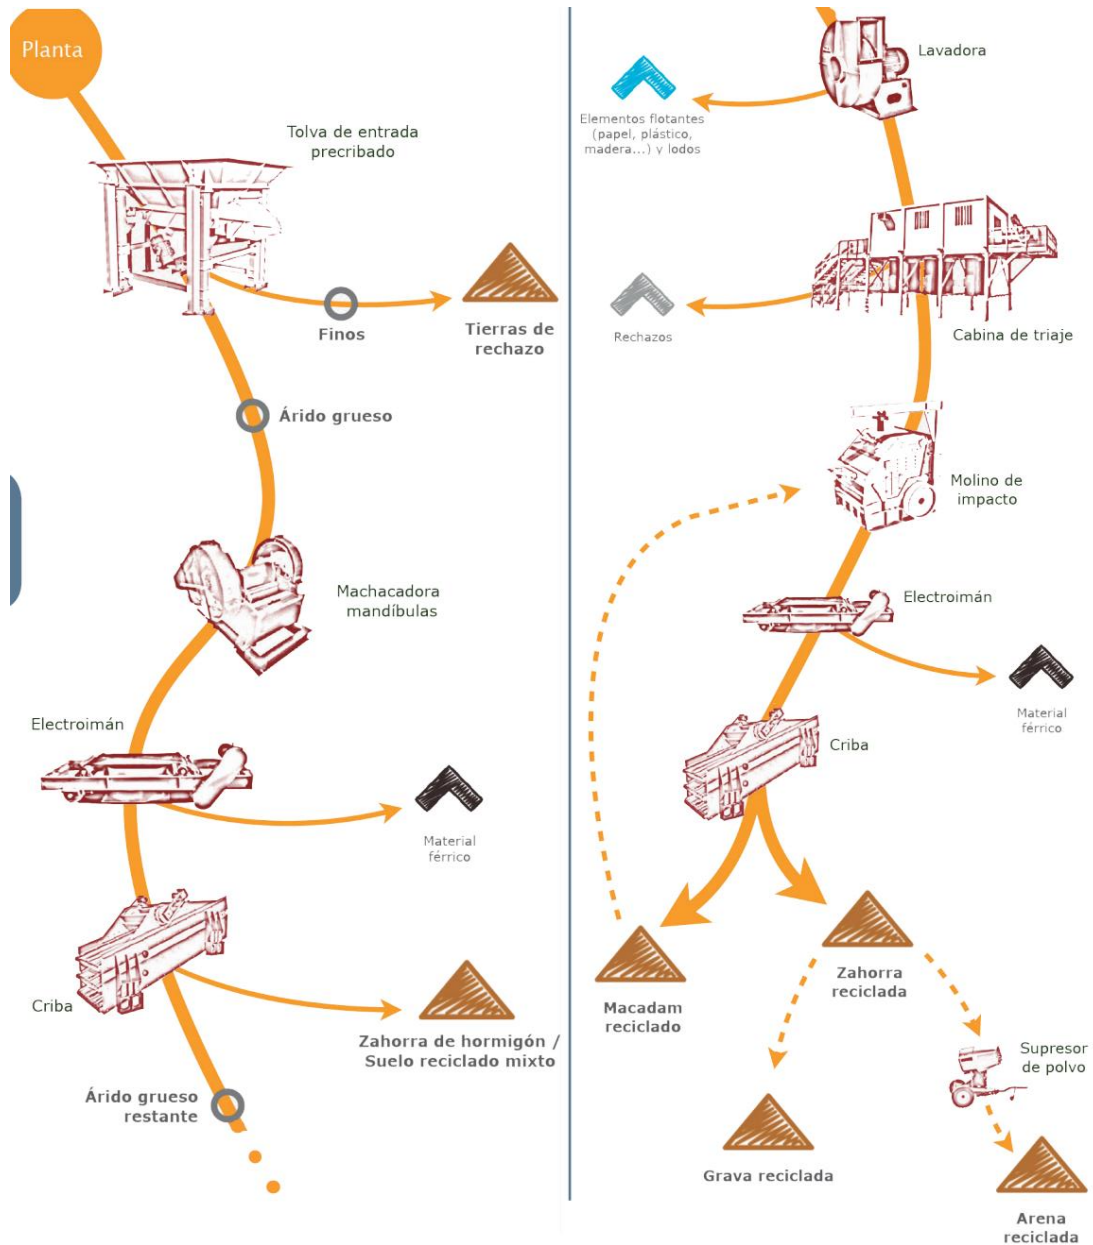 Planta
Tolva de entrada
precribado
Finos
Tierras de
rechazo
Árido grueso
Machacadora
mandíbulas
Electroimán
Material
férrico
Criba
Zahorra de hormigón /
Suelo reciclado mixto
Árido grueso
restante
Lavadora
Elementos flotantes
(papel, plástico,
madera...) y lodos
Cabina de triaje
Rechazos
Molino de
impacto
Electroimán
Material
férrico
Criba
Macadam
reciclado
Zahorra
reciclada
Supresor
de polvo
Grava reciclada
Arena
reciclada